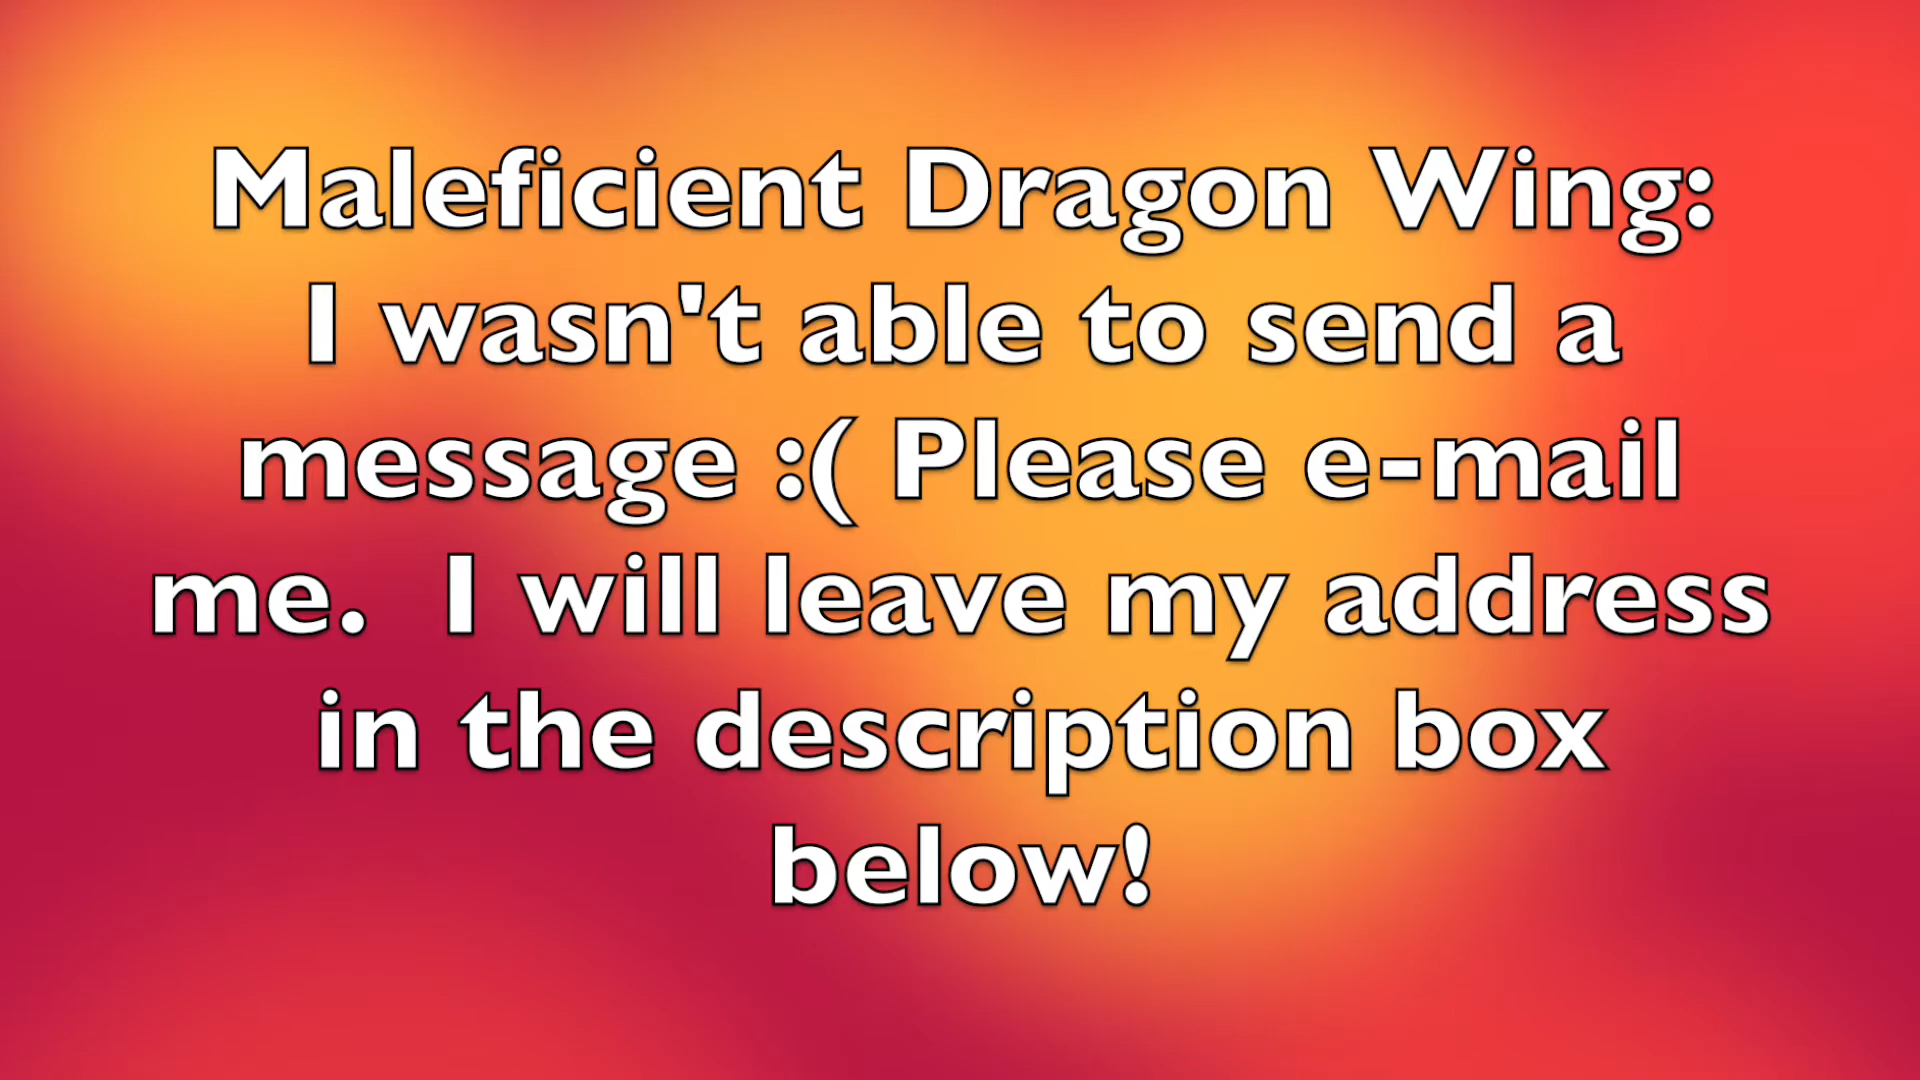 Maleficient Dragon Wing:
I wasn't able to send a
message :( Please e-mail
me.  I will leave my address
in the description box
below!